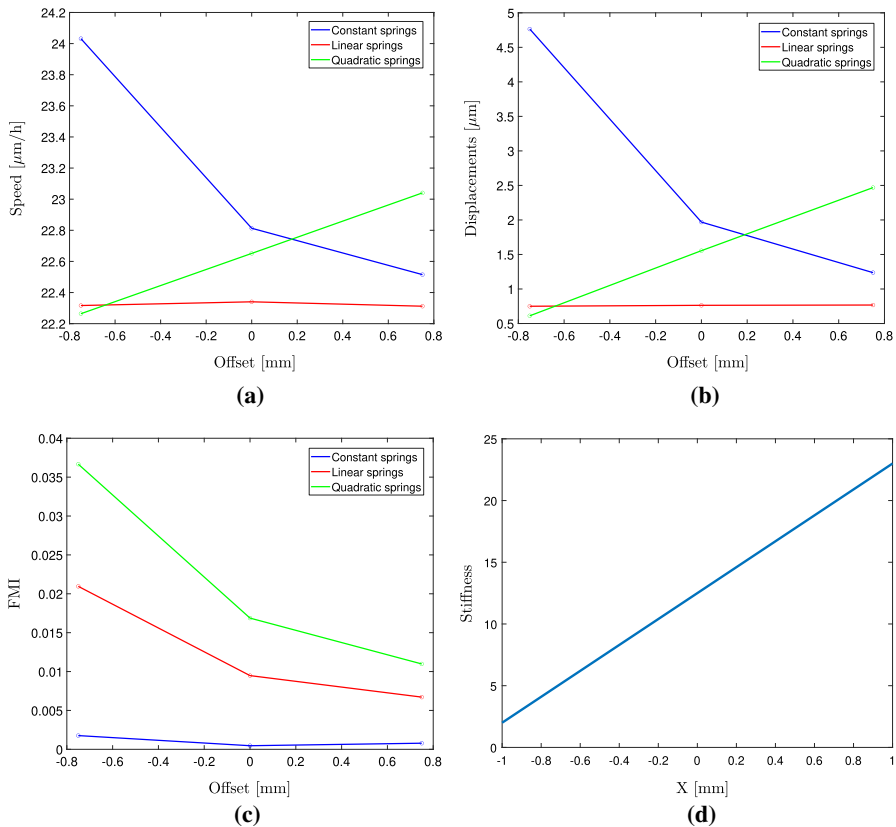 24.2
24
23.8
23.6
23.4
23.2
23
22.8
22.6
22.4
22.2
Speed [μm/h]
Constant springs
Linear springs
Quadratic springs
-0.8 -0.6 -0.4 -0.2 0 0.2 0.4 0.6 0.8
Offset [mm]
(a)
5
4.5
4
3.5
3
2.5
2
1.5
1
0.5
Displacements [μm]
Constant springs
Linear springs
Quadratic springs
-0.8 -0.6 -0.4 -0.2 0 0.2 0.4 0.6 0.8
Offset [mm]
(b)
0.04
0.035
0.03
0.025
0.02
0.015
0.01
0.005
0
FMI
Constant springs
Linear springs
Quadratic springs
-0.8 -0.6 -0.4 -0.2 0 0.2 0.4 0.6 0.8
Offset [mm]
(c)
25
20
15
10
5
0
Stiffness
-1 -0.8 -0.6 -0.4 -0.2 0 0.2 0.4 0.6 0.8 1
X [mm]
(d)